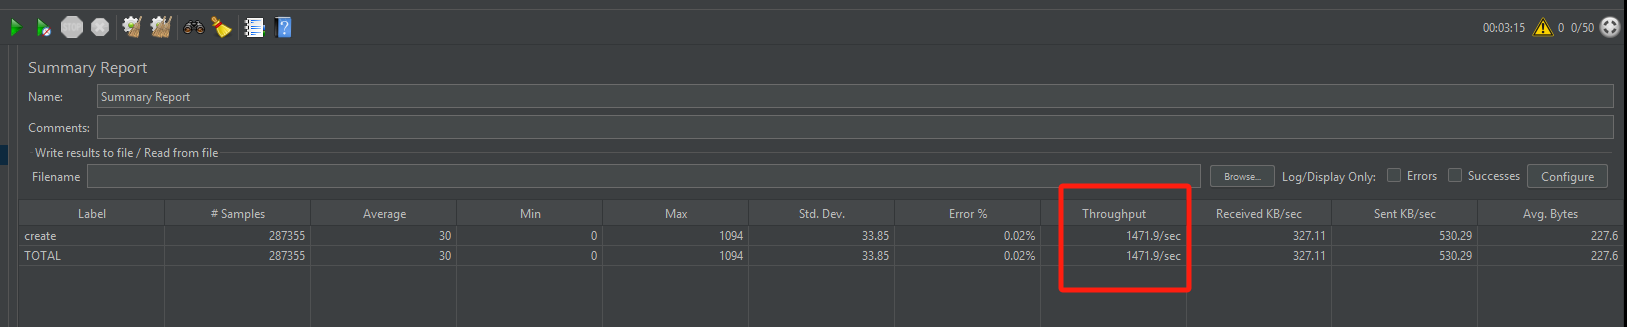 00:03:15 0 0/50
Summary Report
Name: Summary Report
Comments:
Write results to file / Read from file
Filename Browse... Log/Display Only: Errors Successes Configure
Label # Samples Average Min Max Std. Dev. Error % Throughput Received KB/sec Sent KB/sec Avg. Bytes
create 287355 30 0 1094 33.85 0.02% 1471.9/sec 327.11 530.29 227.6
TOTAL 287355 30 0 1094 33.85 0.02% 1471.9/sec 327.11 530.29 227.6